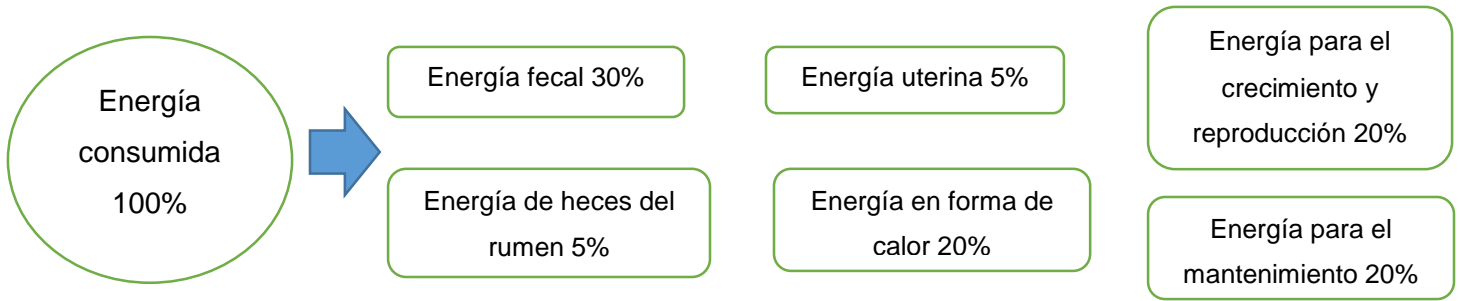 Energía
consumida
100%
Energía fecal 30%
Energía de heces del
rumen 5%
Energía uterina 5%
Energía en forma de
calor 20%
Energía para el
crecimiento y
reproducción 20%
Energía para el
mantenimiento 20%